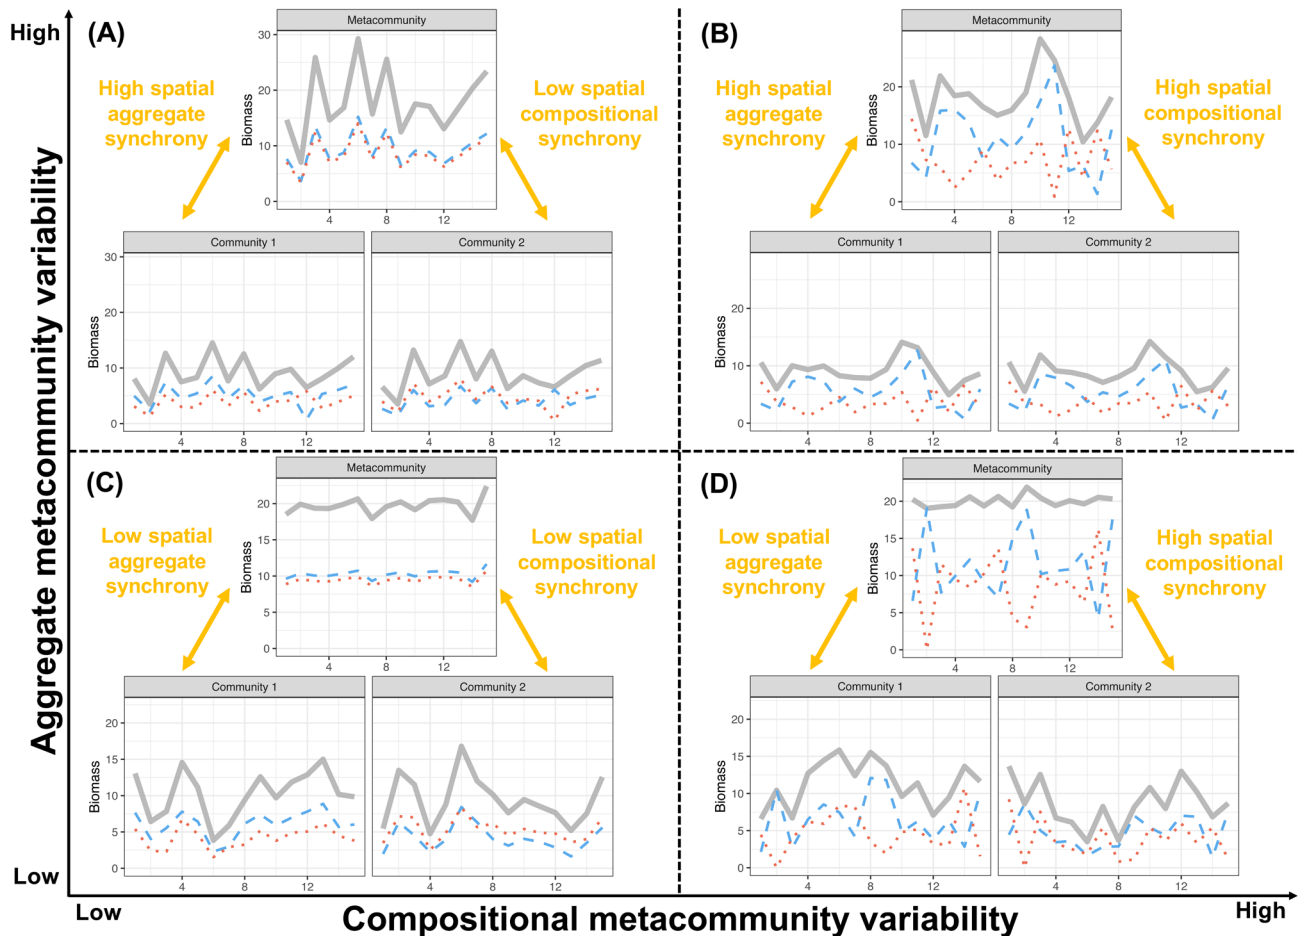 High
(A)
Metacommunity
30
20
10
0
Biomass
4
8
12
High spatial
aggregate
synchrony
Low spatial
compositional
synchrony
Community 1
Community 2
30
20
10
0
Biomass
4
8
12
4
8
12
(B)
Metacommunity
20
10
0
Biomass
4
8
12
High spatial
aggregate
synchrony
High spatial
compositional
synchrony
Community 1
Community 2
20
10
0
Biomass
4
8
12
4
8
12
(C)
Metacommunity
20
15
10
5
0
Biomass
4
8
12
Low spatial
aggregate
synchrony
Low spatial
compositional
synchrony
Community 1
Community 2
20
15
10
5
0
Biomass
4
8
12
4
8
12
(D)
Metacommunity
20
15
10
5
0
Biomass
4
8
12
Low spatial
aggregate
synchrony
High spatial
compositional
synchrony
Community 1
Community 2
20
15
10
5
0
Biomass
4
8
12
4
8
12
Aggregate metacommunity variability
Low
Low
Compositional metacommunity variability
High